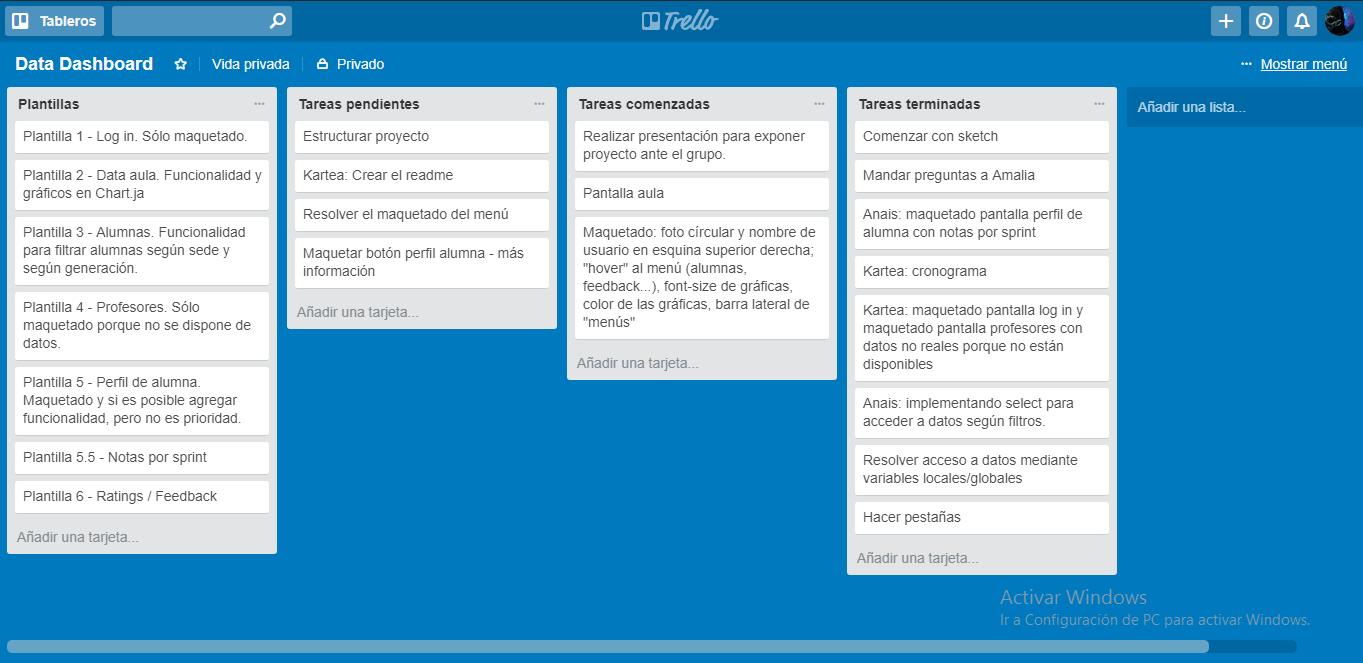 Tableros
Trello
Data Dashboard
Vida privada
Privado
... Mostrar menú
Plantillas ...
Plantilla 1 - Log in. Sólo maquetado.
Plantilla 2 - Data aula. Funcionalidad y
gráficos en Chart.ja
Plantilla 3 - Alumnas. Funcionalidad
para filtrar alumnas según sede y
según generación.
Plantilla 4 - Profesores. Sólo
maquetado porque no se dispone de
datos.
Plantilla 5 - Perfil de alumna.
Maquetado y si es posible agregar
funcionalidad, pero no es prioridad.
Plantilla 5.5 - Notas por sprint
Plantilla 6 - Ratings / Feedback
Añadir una tarjeta...
Tareas pendientes ...
Estructurar proyecto
Kartea: Crear el readme
Resolver el maquetado del menú
Maquetar botón perfil alumna - más
información
Añadir una tarjeta...
Tareas comenzadas ...
Realizar presentación para exponer
proyecto ante el grupo.
Pantalla aula
Maquetado: foto círcular y nombre de
usuario en esquina superior derecha;
"hover" al menú (alumnas,
feedback...), font-size de gráficas,
color de las gráficas, barra lateral de
"menús"
Añadir una tarjeta...
Tareas terminadas ...
Comenzar con sketch
Mandar preguntas a Amalia
Anais: maquetado pantalla perfil de
alumna con notas por sprint
Kartea: cronograma
Kartea: maquetado pantalla log in y
maquetado pantalla profesores con
datos no reales porque no están
disponibles
Anais: implementando select para
acceder a datos según filtros.
Resolver acceso a datos mediante
variables locales/globales
Hacer pestañas
Añadir una tarjeta...
Añadir una lista...
Activar Windows
Ir a Configuración de PC para activar Windows.